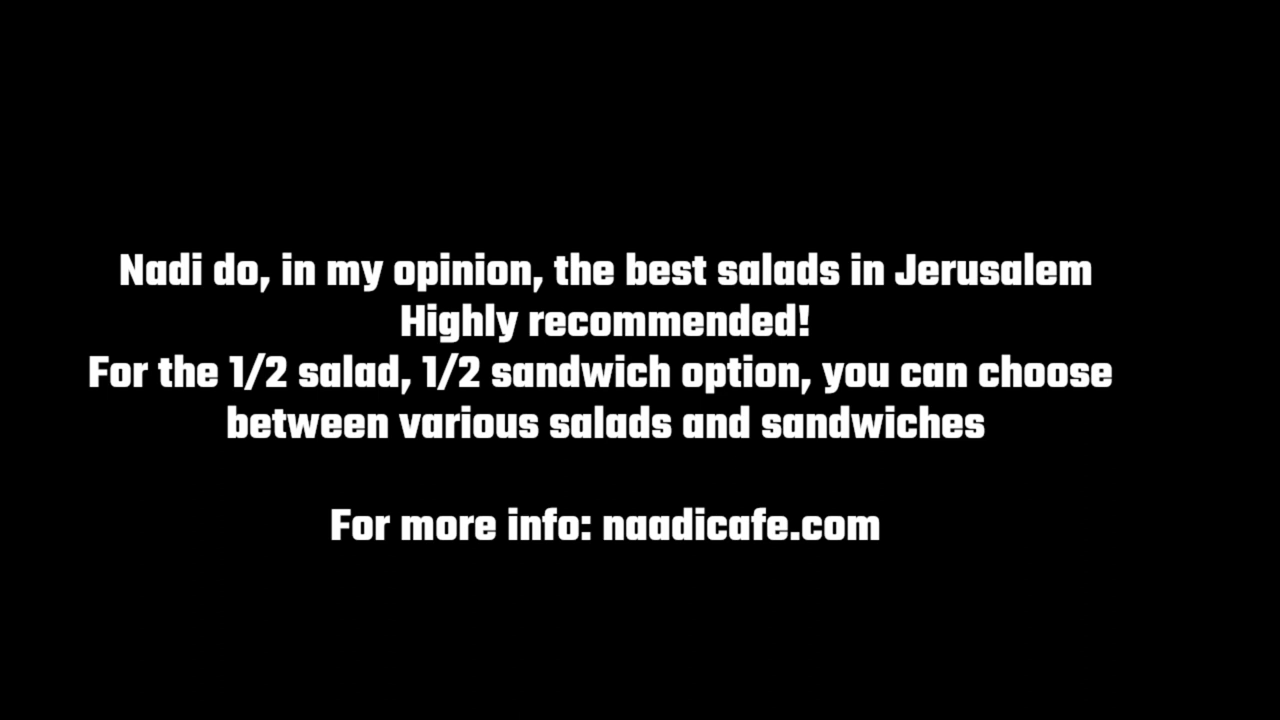 Nadi do, in my opinion, the best salads in Jerusalem
Highly recommended!
For the 1/2 salad, 1/2 sandwich option, you can choose
between various salads and sandwiches
For more info: naadicafe.com